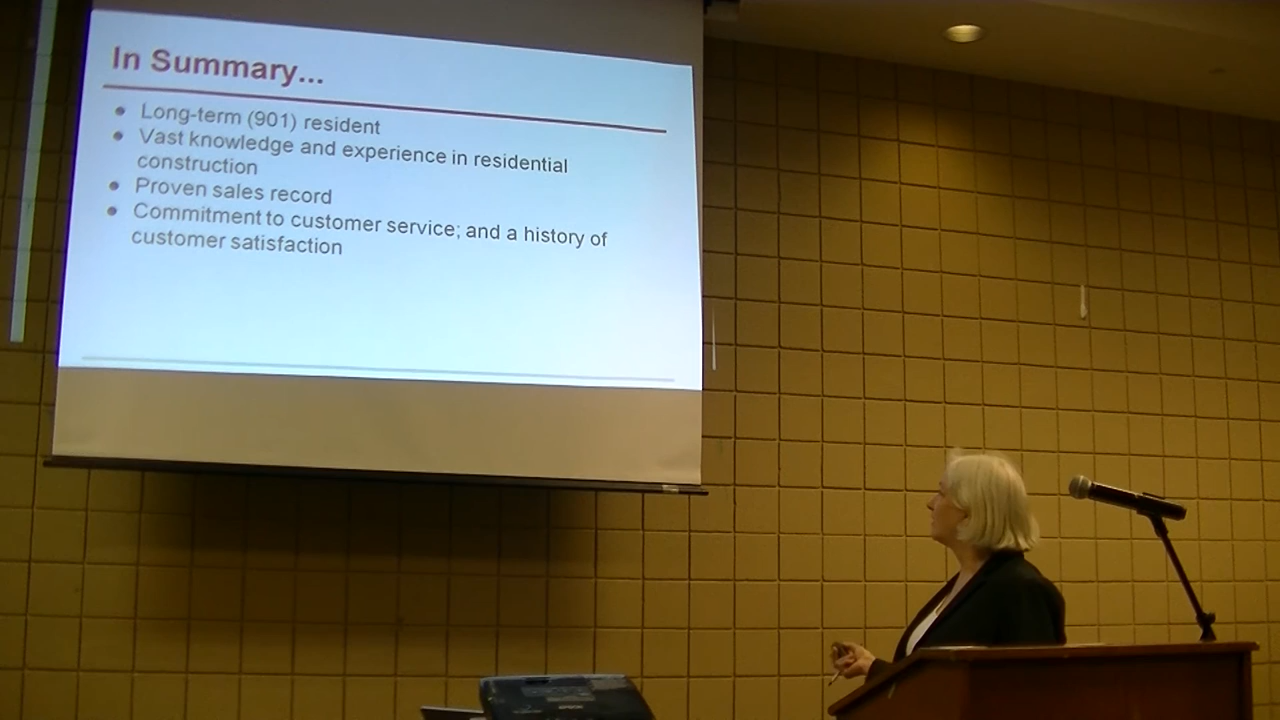 In Summary...
Long-term (901) resident
Vast knowledge and experience in residential
construction
Proven sales record
Commitment to customer service; and a history of
customer satisfaction
EPSON